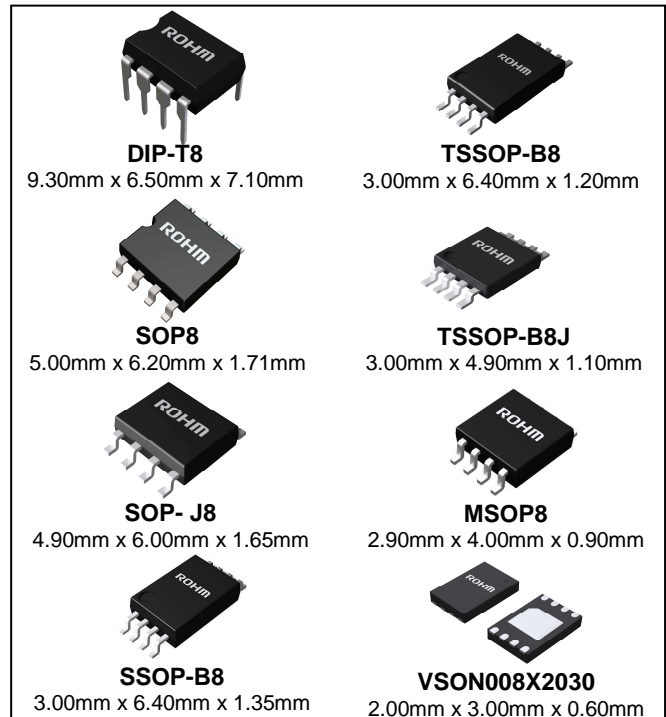 ROHM
DIP-T8
9.30mm x 6.50mm x 7.10mm
ROHM
TSSOP-B8
3.00mm x 6.40mm x 1.20mm
ROHM
SOP8
5.00mm x 6.20mm x 1.71mm
ROHM
TSSOP-B8J
3.00mm x 4.90mm x 1.10mm
ROHM
SOP- J8
4.90mm x 6.00mm x 1.65mm
ROHM
MSOP8
2.90mm x 4.00mm x 0.90mm
ROHM
SSOP-B8
3.00mm x 6.40mm x 1.35mm
ROHM
VSON008X2030
2.00mm x 3.00mm x 0.60mm